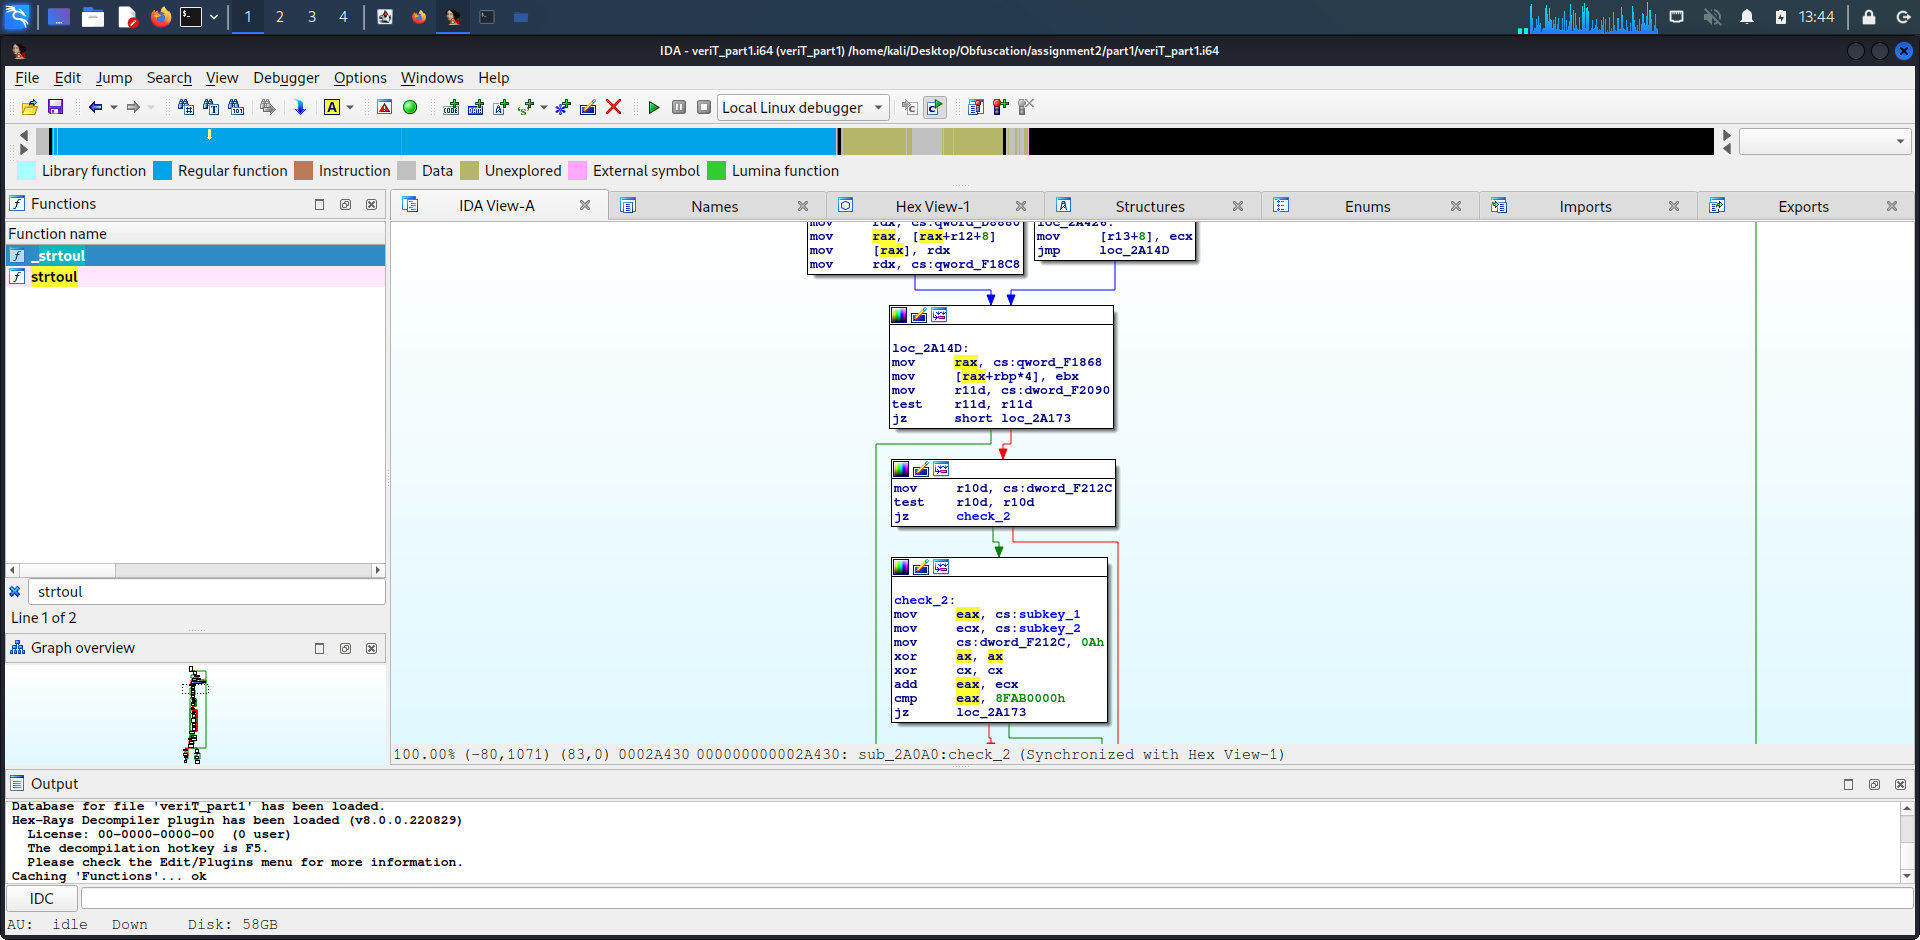 1 2 3 4 13:44
IDA - veriT_part1.i64 (veriT_part1) /home/kali/Desktop/Obfuscation/assignment2/part1/veriT_part1.i64
File Edit Jump Search View Debugger Options Windows Help
Local Linux debugger
Library function Regular function Instruction Data Unexplored External symbol Lumina function
Functions
IDA View-A Names Hex View-1 Structures Enums Imports Exports
Function name
_strtoul
strtoul
strtoul
Line 1 of 2
Graph overview
mov rdx, cs:qword_D8880
mov rax, [rax+r12+8]
mov [rax], rdx
mov rdx, cs:qword_F18C8
loc_2A428:
mov [r13+8], ecx
jmp loc_2A14D
loc_2A14D:
mov rax, cs:qword_F1868
mov [rax+rbp*4], ebx
mov r11d, cs:dword_F2090
test r11d, r11d
jz short loc_2A173
mov r10d, cs:dword_F212C
test r10d, r10d
jz check_2
check_2:
mov eax, cs:subkey_1
mov ecx, cs:subkey_2
mov cs:dword_F212C, 0Ah
xor ax, ax
xor cx, cx
add eax, ecx
cmp eax, 8FAB0000h
jz loc_2A173
100.00% (-80,1071) (83,0) 0002A430 000000000002A430: sub_2A0A0:check_2 (Synchronized with Hex View-1)
Output
Database for file 'veriT_part1' has been loaded.
Hex-Rays Decompiler plugin has been loaded (v8.0.0.220829)
License: 00-0000-0000-00 (0 user)
The decompilation hotkey is F5.
Please check the Edit/Plugins menu for more information.
Caching 'Functions'... ok
IDC
AU: idle Down Disk: 58GB